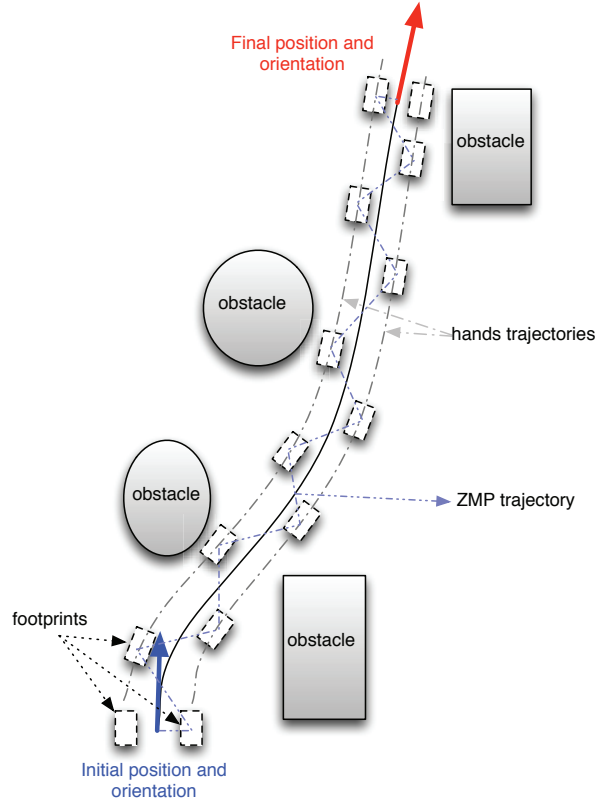 Final position and
orientation
obstacle
obstacle
hands trajectories
obstacle
ZMP trajectory
footprints
obstacle
Initial position and
orientation